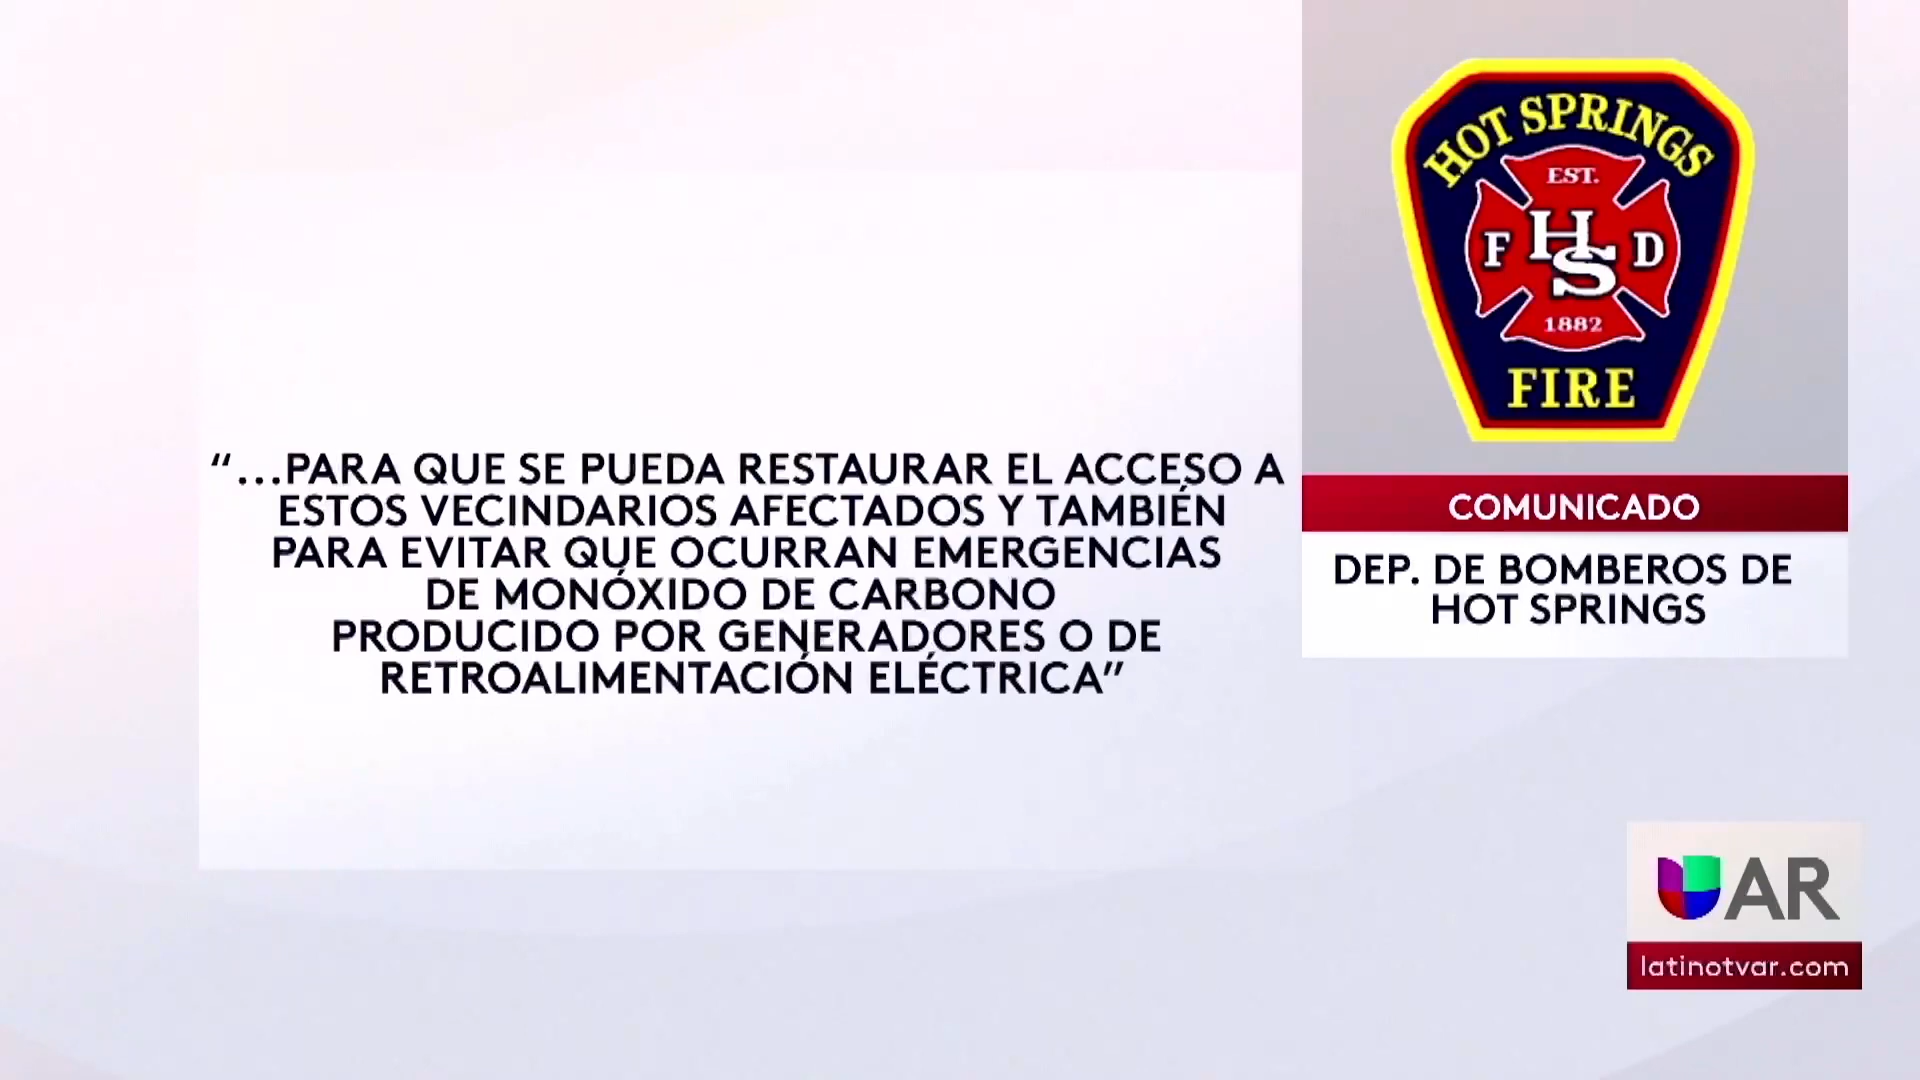 “...PARA QUE SE PUEDA RESTAURAR EL ACCESO A
ESTOS VECINDARIOS AFECTADOS Y TAMBIÉN
PARA EVITAR QUE OCURRAN EMERGENCIAS
DE MONÓXIDO DE CARBONO
PRODUCIDO POR GENERADORES O DE
RETROALIMENTACIÓN ELÉCTRICA”
HOT SPRINGS
EST.
F HS D
1882
FIRE
COMUNICADO
DEP. DE BOMBEROS DE
HOT SPRINGS
AR
latinotvar.com